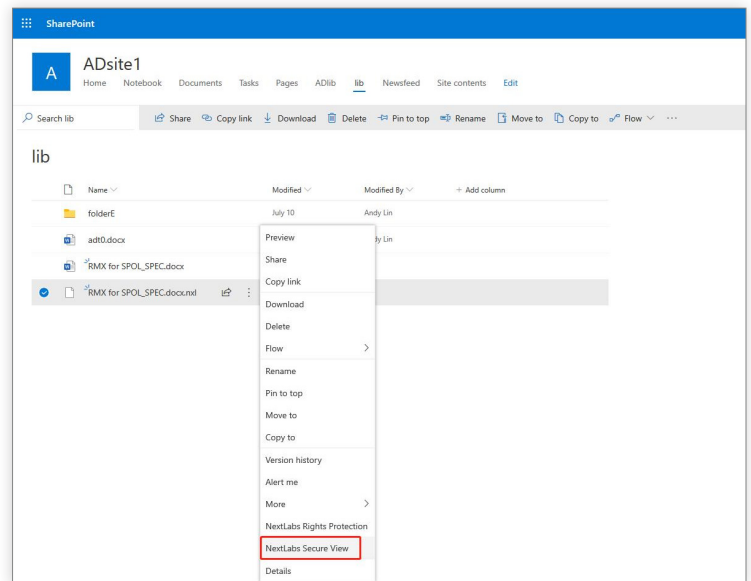 SharePoint
A
ADsite1
Home Notebook Documents Tasks Pages ADlib lib Newsfeed Site contents Edit
Search lib Share Copy link Download Delete Pin to top Rename Move to Copy to Flow ...
lib
Name Modified Modified By + Add column
folderE July 10 Andy Lin
adt0.docx dy Lin
RMX for SPOL_SPEC.docx
RMX for SPOL_SPEC.docx.nxl
Preview
Share
Copy link
Download
Delete
Flow
Rename
Pin to top
Move to
Copy to
Version history
Alert me
More
NextLabs Rights Protection
NextLabs Secure View
Details